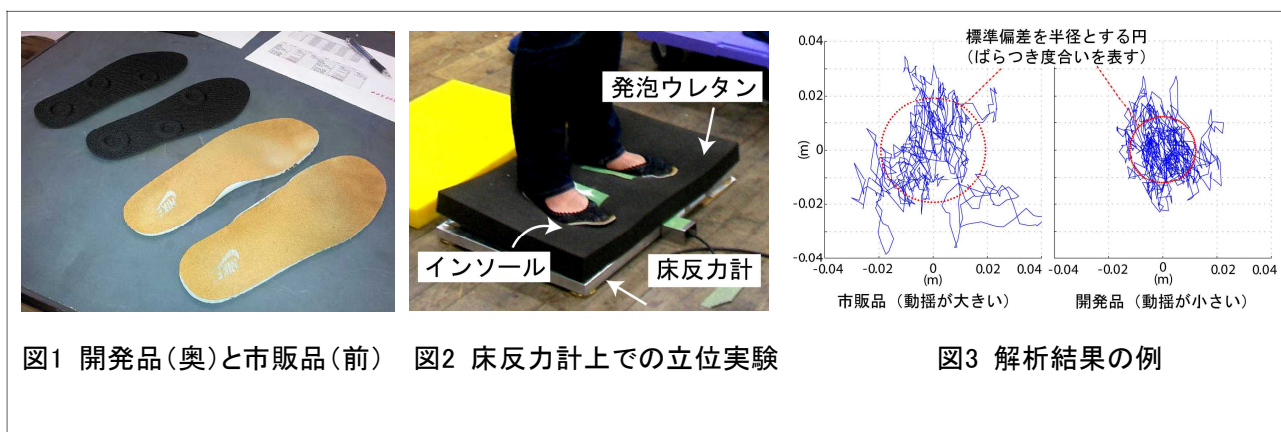 NIKE
NIKE
図1 開発品(奥)と市販品(前)
発泡ウレタン
インソール
床反力計
図2 床反力計上での立位実験
標準偏差を半径とする円
(ばらつき度合いを表す)
0.04
0.02
(m)
0
-0.02
-0.04
-0.04
-0.02
0
0.02
0.04
(m)
市販品(動揺が大きい)
-0.04
-0.02
0
0.02
0.04
(m)
開発品(動揺が小さい)
図3 解析結果の例